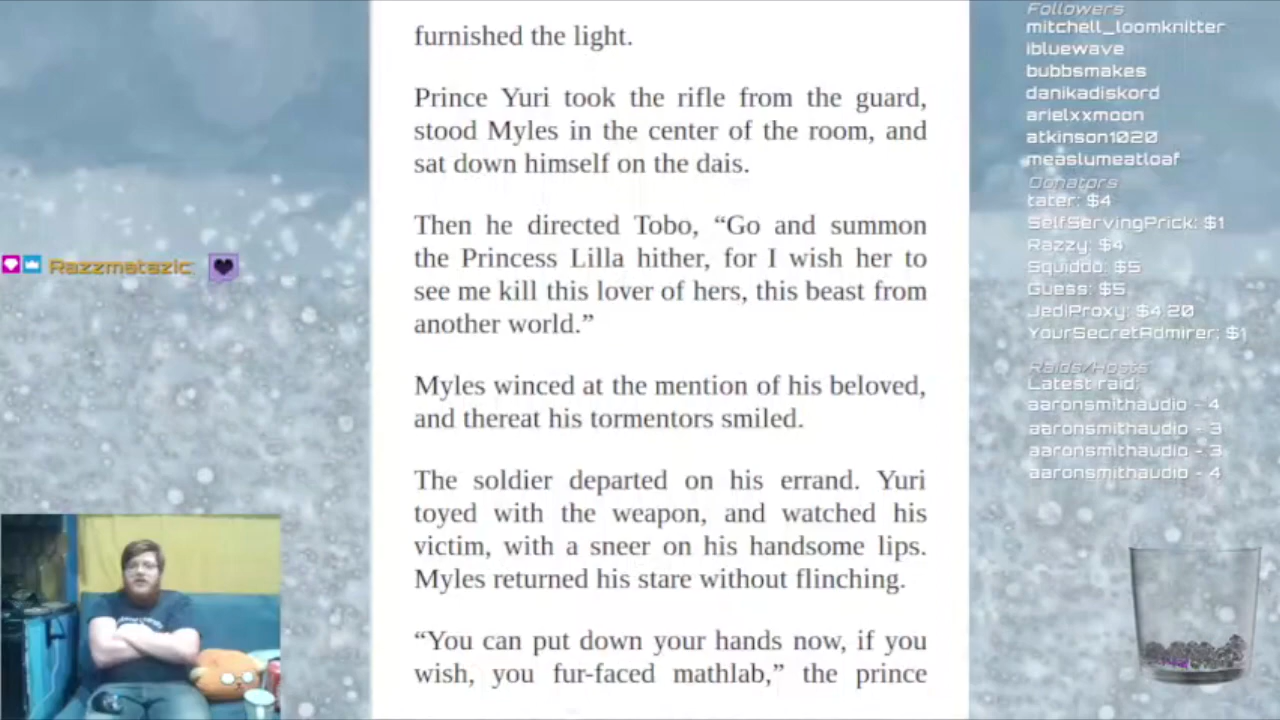 furnished the light.
Prince Yuri took the rifle from the guard,
stood Myles in the center of the room, and
sat down himself on the dais.
Then he directed Tobo, “Go and summon
the Princess Lilla hither, for I wish her to
see me kill this lover of hers, this beast from
another world.”
Myles winced at the mention of his beloved,
and thereat his tormentors smiled.
The soldier departed on his errand. Yuri
toyed with the weapon, and watched his
victim, with a sneer on his handsome lips.
Myles returned his stare without flinching.
“You can put down your hands now, if you
wish, you fur-faced mathlab,” the prince
Razzmatazic
Followers
mitchell_loomknitter
ibluewave
bubbsmakes
danikadiskord
arielxxmoon
atkinson1020
measlumeatloaf
Donators
tater: $4
SelfServingPrick: $1
Razzy: $4
Squiddo: $5
Guess: $5
JediProxy: $4.20
YourSecretAdmirer: $1
Raids/Hosts
Latest raid:
aaronsmithaudio - 4
aaronsmithaudio - 3
aaronsmithaudio - 3
aaronsmithaudio - 4